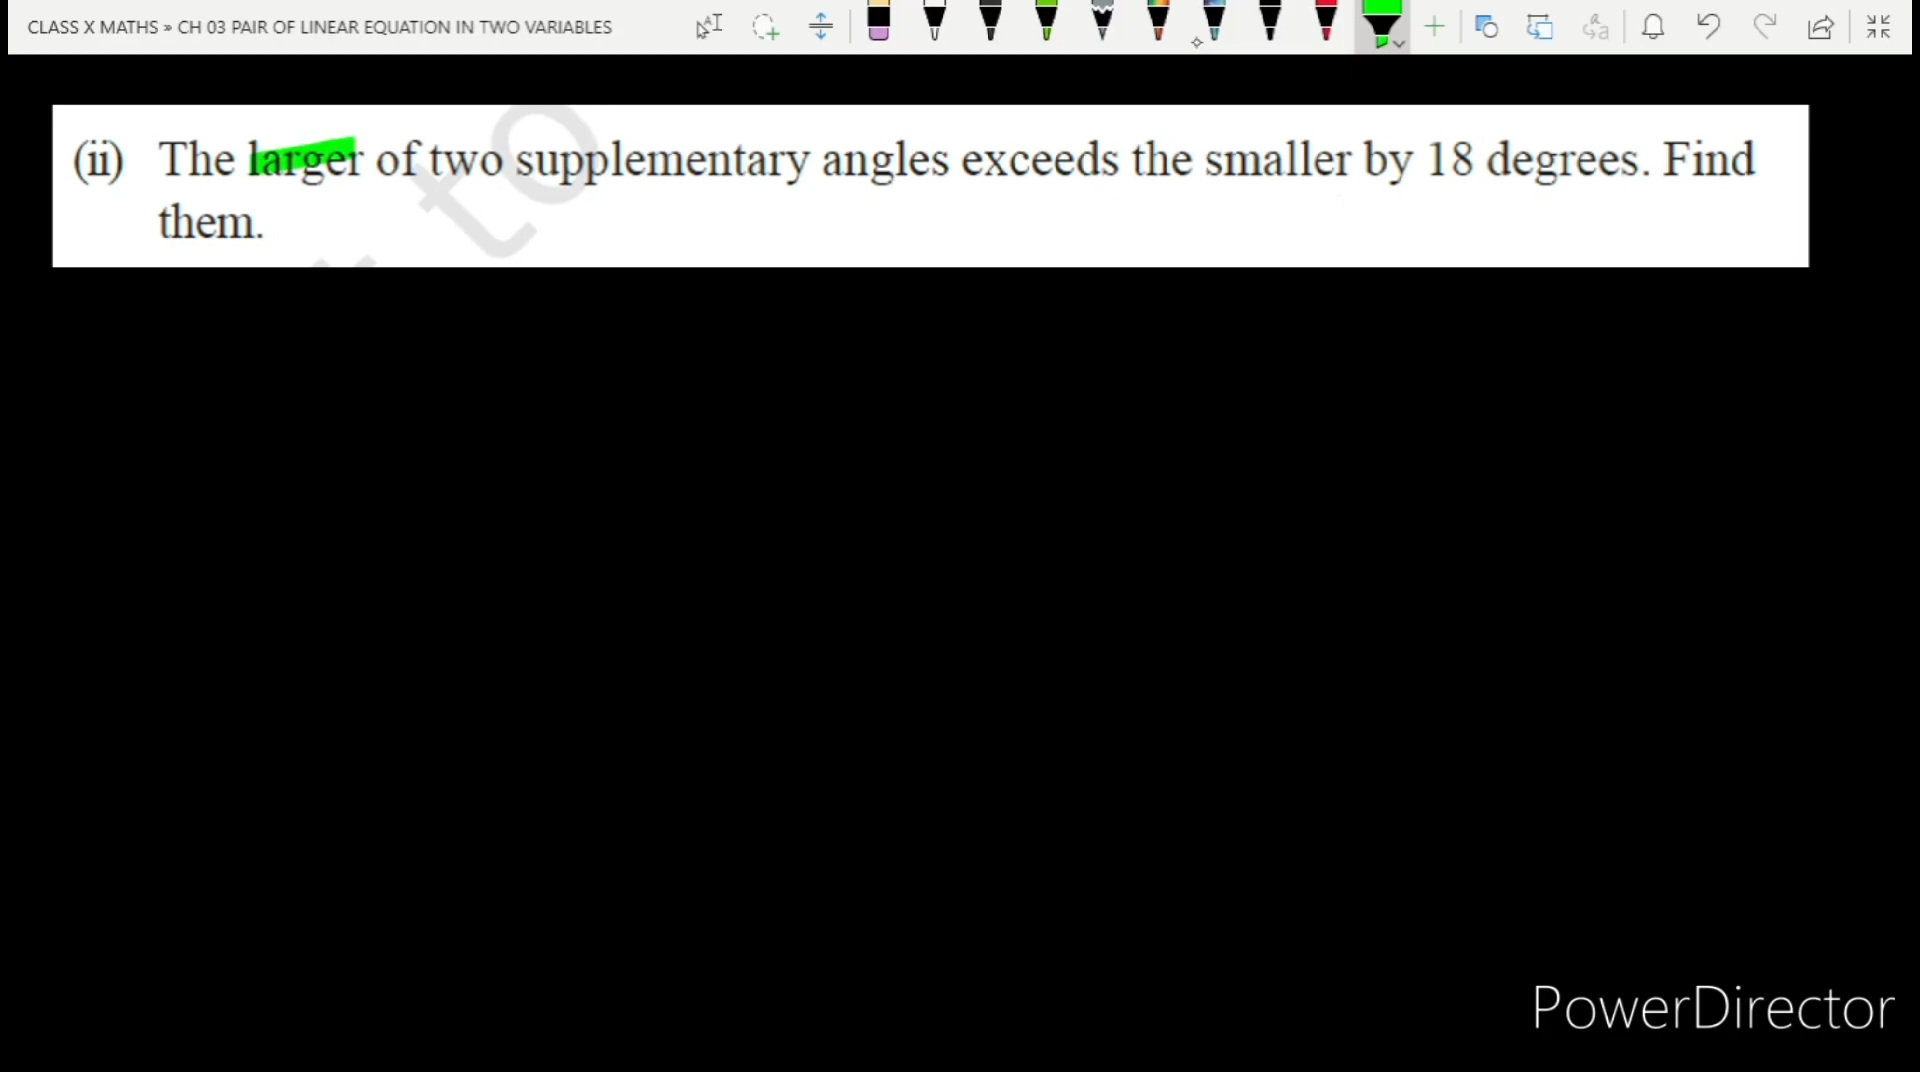 CLASS X MATHS » CH 03 PAIR OF LINEAR EQUATION IN TWO VARIABLES
(ii) The larger of two supplementary angles exceeds the smaller by 18 degrees. Find
them.
to
PowerDirector